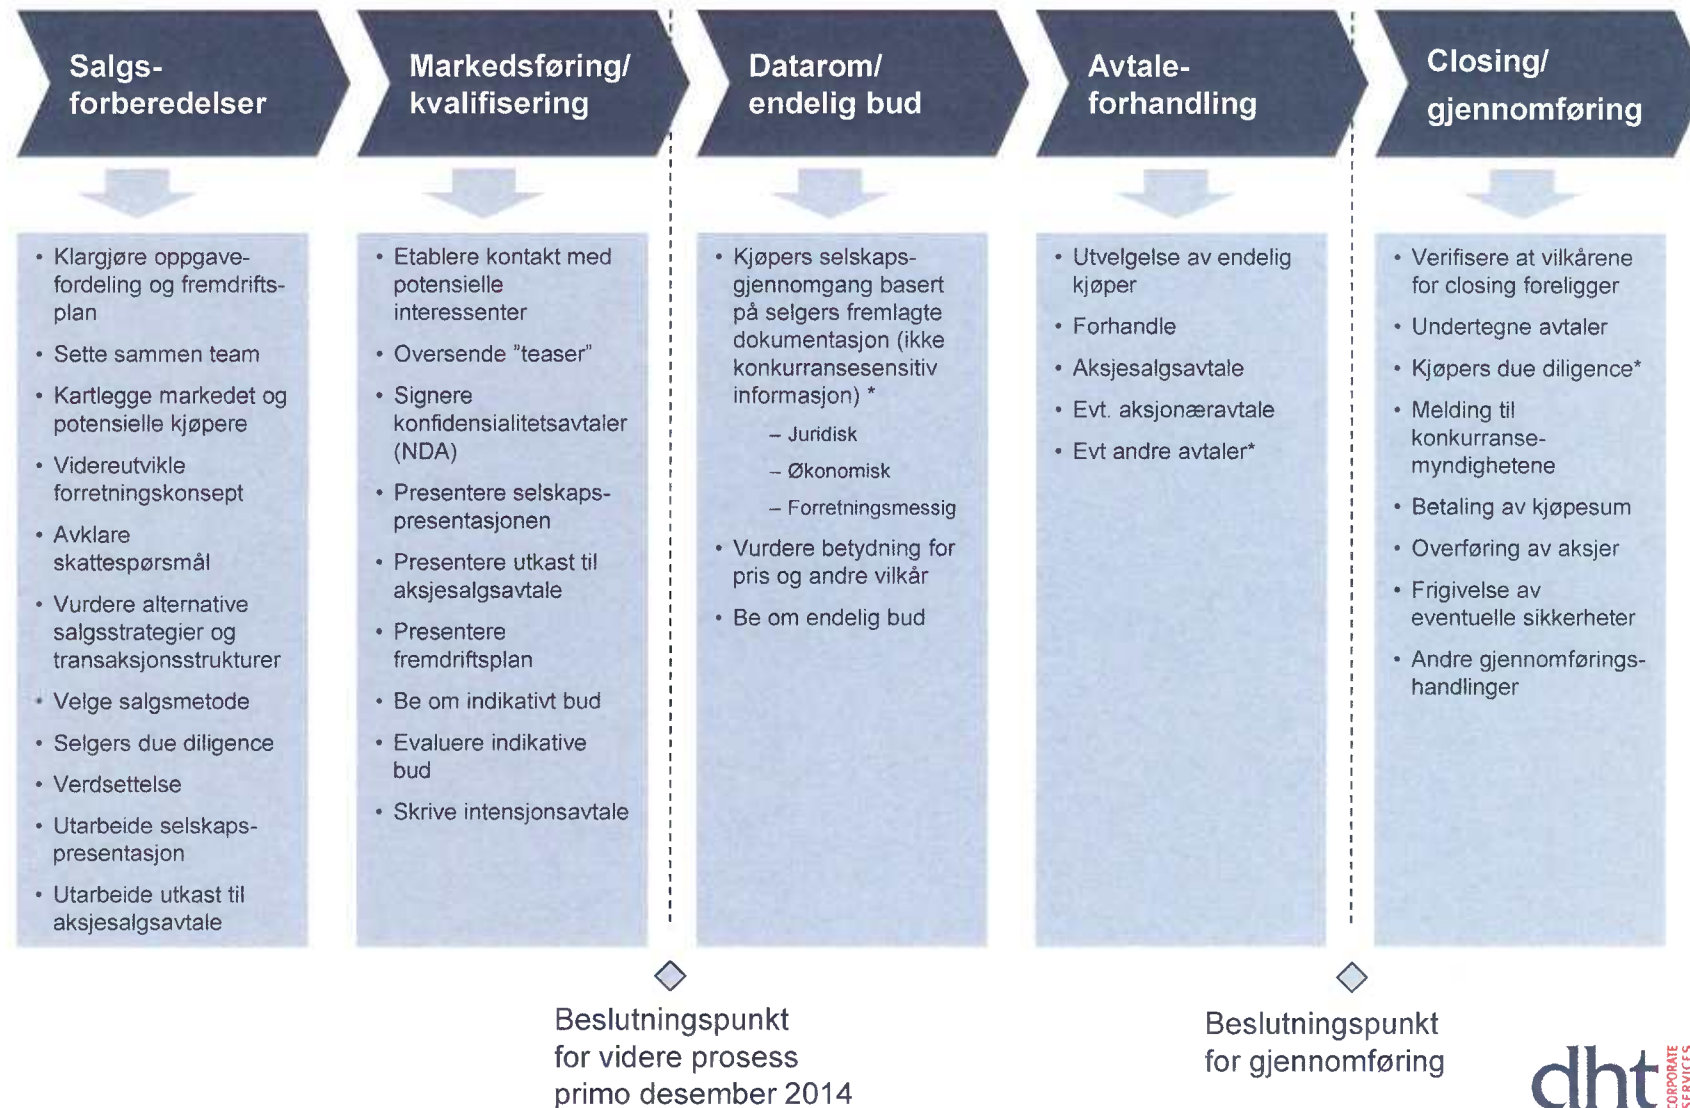 Salgs-
forberedelser
Markedsføring/
kvalifisering
Datarom/
endelig bud
Avtale-
forhandling
Closing/
gjennomføring
• Klargjøre oppgave-
fordeling og fremdrifts-
plan
• Sette sammen team
• Kartlegge markedet og
potensielle kjøpere
• Videreutvikle
forretningskonsept
• Avklare
skattespørsmål
• Vurdere alternative
salgsstrategier og
transaksjonsstrukturer
• Velge salgsmetode
• Selgers due diligence
• Verdsettelse
• Utarbeide selskaps-
presentasjon
• Utarbeide utkast til
aksjesalgsavtale
• Etablere kontakt med
potensielle
interessenter
• Oversende "teaser"
• Signere
konfidensialitetsavtaler
(NDA)
• Presentere selskaps-
presentasjonen
• Presentere utkast til
aksjesalgsavtale
• Presentere
fremdriftsplan
• Be om indikativt bud
• Evaluere indikative
bud
• Skrive intensjonsavtale
• Kjøpers selskaps-
gjennomgang basert
på selgers fremlagte
dokumentasjon (ikke
konkurransesensitiv
informasjon) *
– Juridisk
– Økonomisk
– Forretningsmessig
• Vurdere betydning for
pris og andre vilkår
• Be om endelig bud
• Utvelgelse av endelig
kjøper
• Forhandle
• Aksjesalgsavtale
• Evt. aksjonæravtale
• Evt andre avtaler*
• Verifisere at vilkårene
for closing foreligger
• Undertegne avtaler
• Kjøpers due diligence*
• Melding til
konkurranse-
myndighetene
• Betaling av kjøpesum
• Overføring av aksjer
• Frigivelse av
eventuelle sikkerheter
• Andre gjennomførings-
handlinger
Beslutningspunkt
for videre prosess
primo desember 2014
Beslutningspunkt
for gjennomføring
dht
CORPORATE
SERVICES